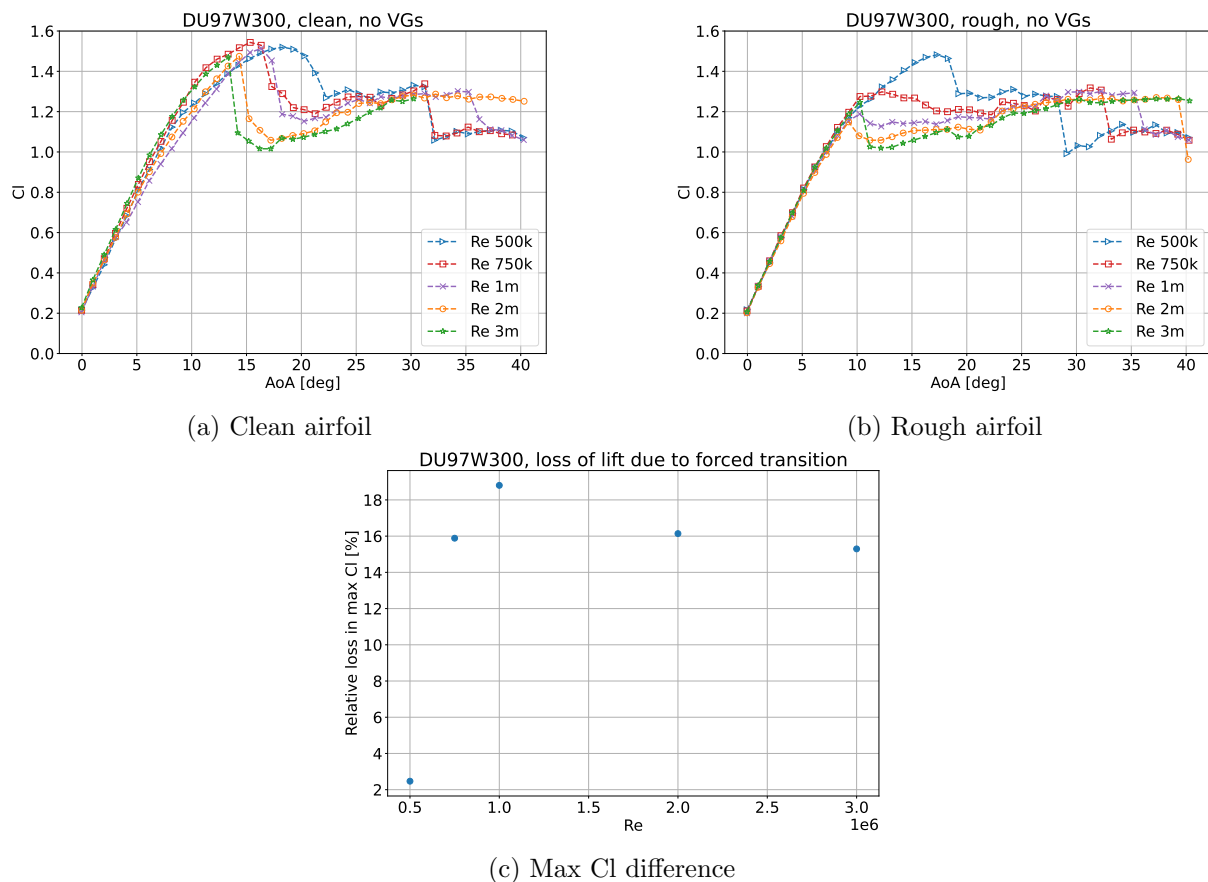 DU97W300, clean, no VGs
Cl
1.6
1.4
1.2
1.0
0.8
0.6
0.4
0.2
0.0
Re 500k
Re 750k
Re 1m
Re 2m
Re 3m
0 5 10 15 20 25 30 35 40
AoA [deg]
(a) Clean airfoil
DU97W300, rough, no VGs
Cl
1.6
1.4
1.2
1.0
0.8
0.6
0.4
0.2
0.0
Re 500k
Re 750k
Re 1m
Re 2m
Re 3m
0 5 10 15 20 25 30 35 40
AoA [deg]
(b) Rough airfoil
DU97W300, loss of lift due to forced transition
Relative loss in max Cl [%]
18
16
14
12
10
8
6
4
2
0.5 1.0 1.5 2.0 2.5 3.0
1e6
Re
(c) Max Cl difference